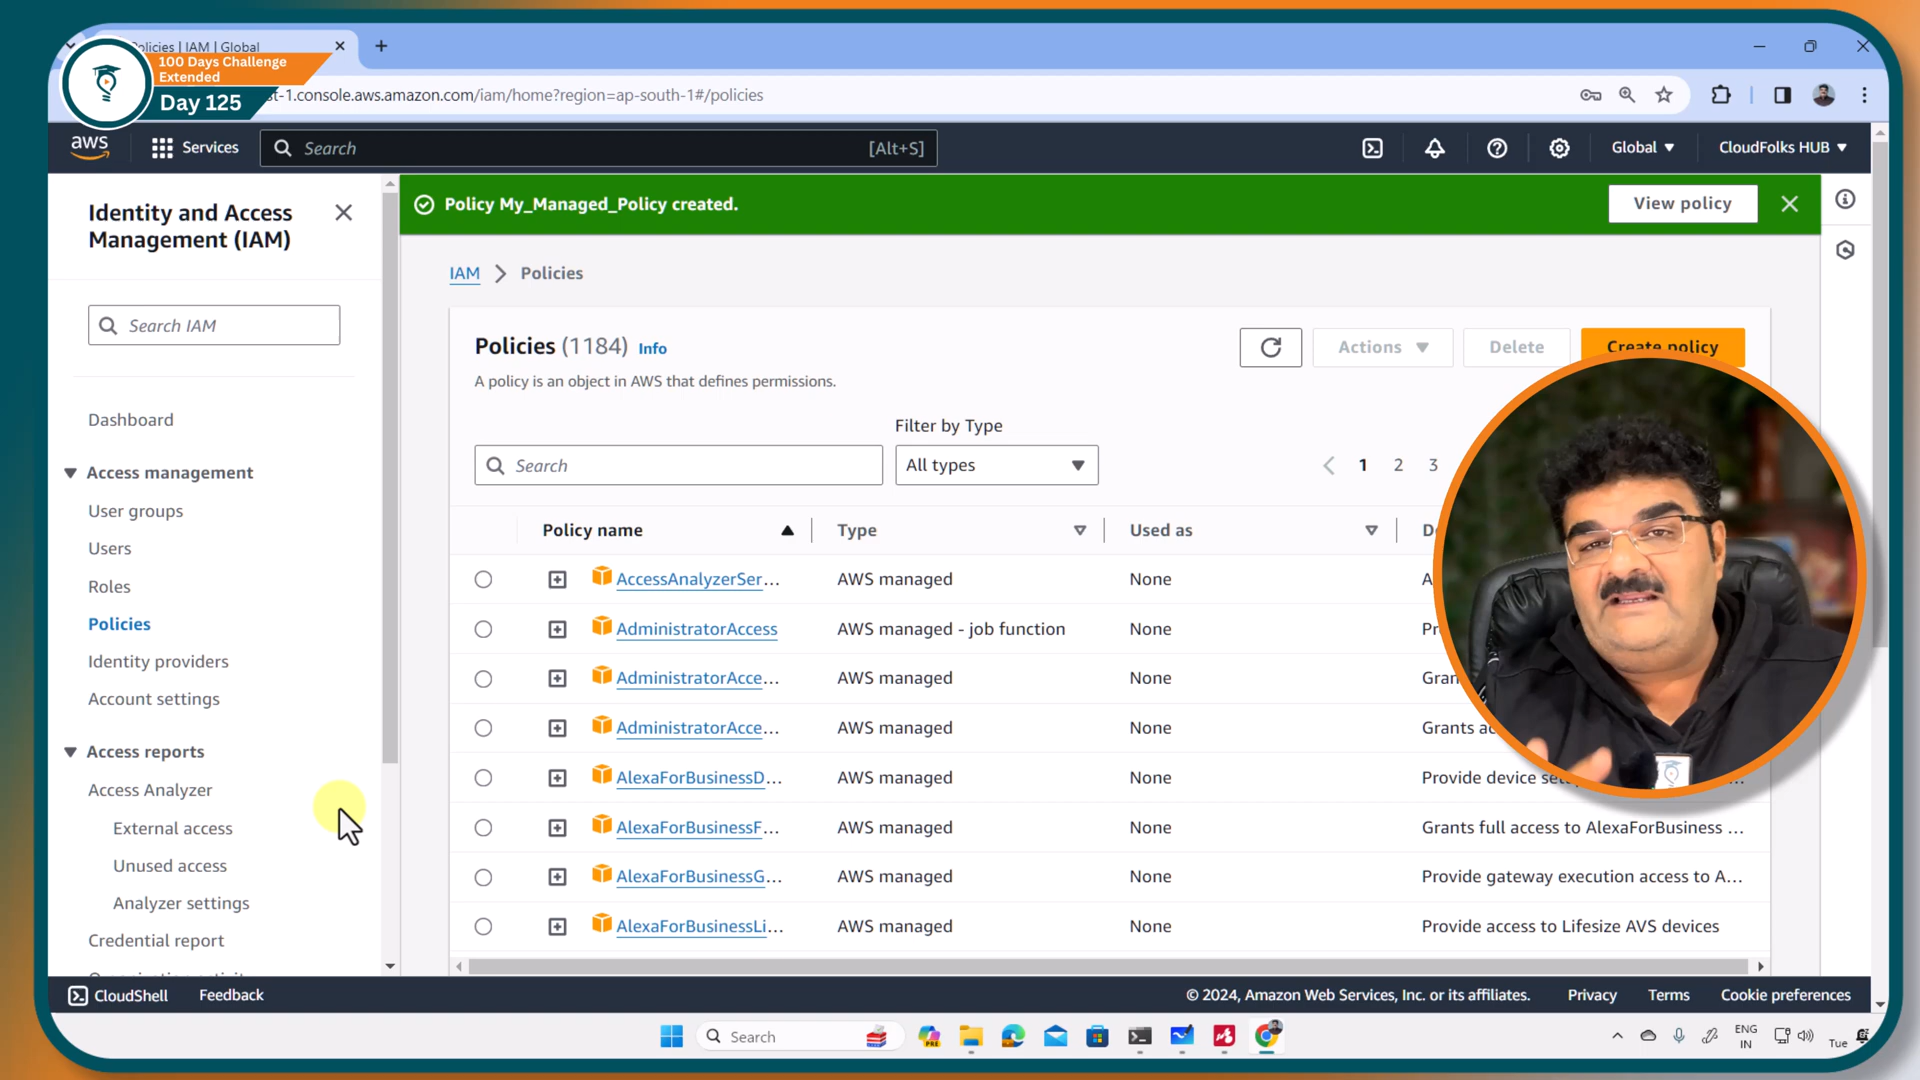 olicies | IAM | Global
100 Days Challenge
Extended
Day 125
st-1.console.aws.amazon.com/iam/home?region=ap-south-1#/policies
aws
Services
Search
[Alt+S]
Global
CloudFolks HUB
Identity and Access
Management (IAM)
Search IAM
Dashboard
Access management
User groups
Users
Roles
Policies
Identity providers
Account settings
Access reports
Access Analyzer
External access
Unused access
Analyzer settings
Credential report
Policy My_Managed_Policy created.
View policy
IAM > Policies
Policies (1184) Info
Actions
Delete
Create policy
A policy is an object in AWS that defines permissions.
Filter by Type
Search
All types
1 2 3
Policy name
Type
Used as
AccessAnalyzerSer... AWS managed None A
AdministratorAccess AWS managed - job function None Pr
AdministratorAcce... AWS managed None Gran
AdministratorAcce... AWS managed None Grants ac
AlexaForBusinessD... AWS managed None Provide device set
AlexaForBusinessF... AWS managed None Grants full access to AlexaForBusiness ...
AlexaForBusinessG... AWS managed None Provide gateway execution access to A...
AlexaForBusinessLi... AWS managed None Provide access to Lifesize AVS devices
CloudShell
Feedback
© 2024, Amazon Web Services, Inc. or its affiliates.
Privacy
Terms
Cookie preferences
Search
PRE
ENG
IN
Tue